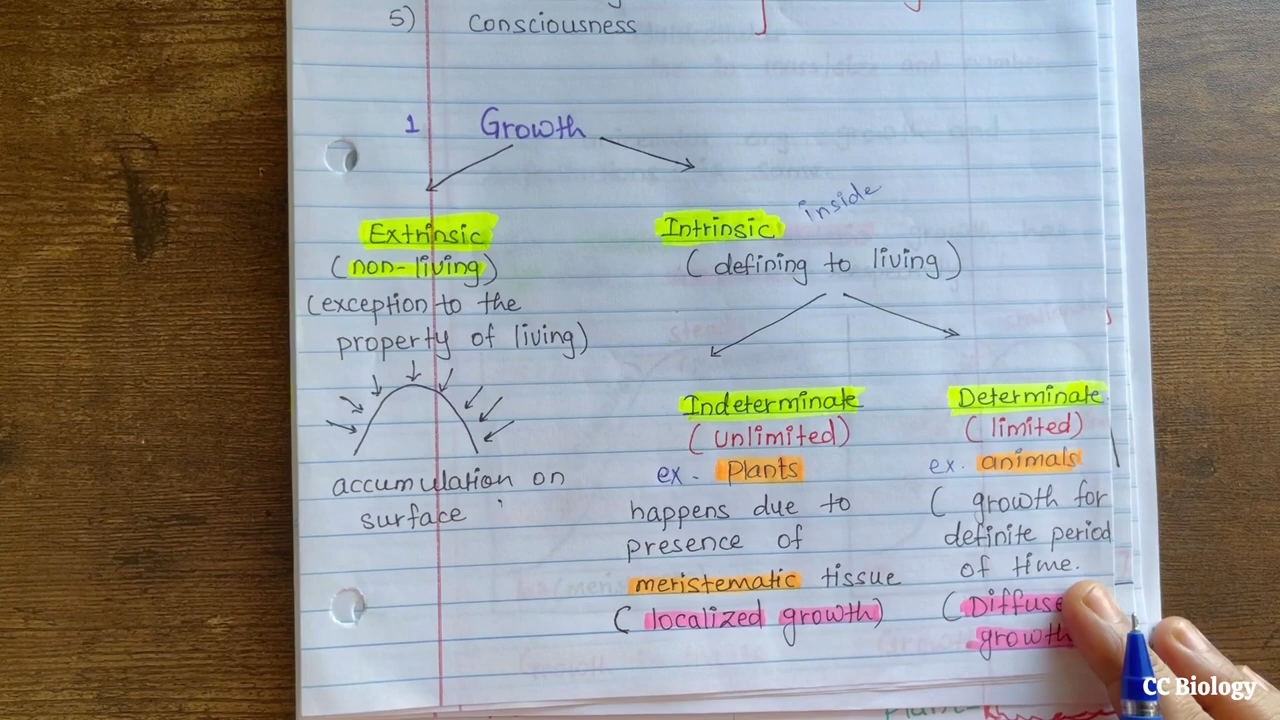 5) Consciousness
1 Growth
Extrinsic
(non-living)
(exception to the
property of living)
accumulation on
surface
Intrinsic inside
(defining to living)
Indeterminate
(unlimited)
ex. Plants
happens due to
presence of
meristematic tissue
(localized growth)
Determinate
(limited)
ex. animals
( growth for
definite period
of time.
(Diffuse
growth
CC Biology